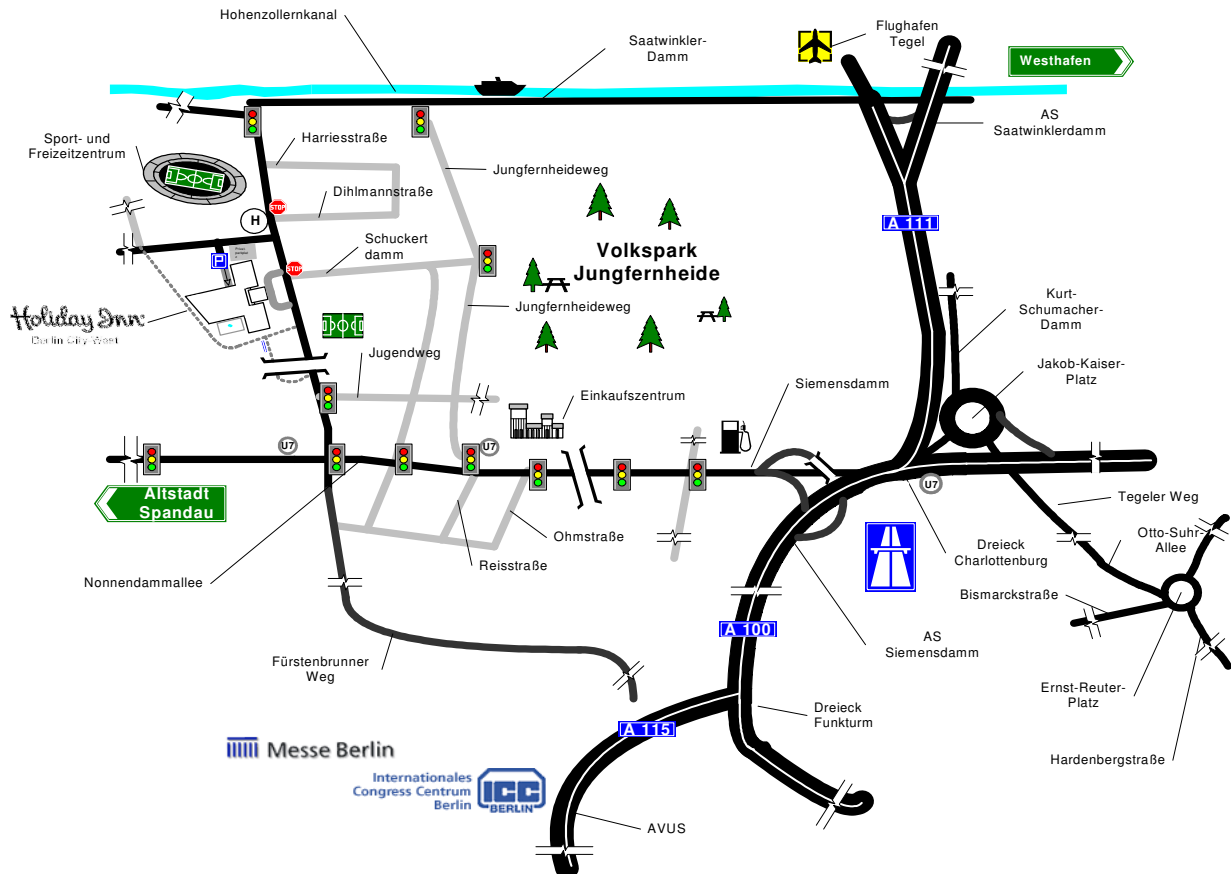 Hohenzollernkanal
Flughafen
Tegel
Saatwinkler-
Damm
Westhafen
AS
Saatwinklerdamm
Sport- und
Freizeitzentrum
Harriesstraße
Jungfernheideweg
Dihlmannstraße
STOP
H
A 111
Schuckert
damm
Volkspark
Jungfernheide
P
STOP
Kurt-
Schumacher-
Damm
Jungfernheideweg
Holiday Inn
Berlin City-West
Jugendweg
Jakob-Kaiser-
Platz
Siemensdamm
Einkaufszentrum
U7
U7
Siemensdamm
U7
Altstadt
Spandau
Tegeler Weg
Ohmstraße
Otto-Suhr-
Allee
Dreieck
Charlottenburg
Reisstraße
Nonnendammallee
Bismarckstraße
A 100
AS
Siemensdamm
Fürstenbrunner
Weg
Ernst-Reuter-
Platz
Dreieck
Funkturm
A 115
Messe Berlin
Hardenbergstraße
Internationales
Congress Centrum
Berlin
ICC
BERLIN
AVUS